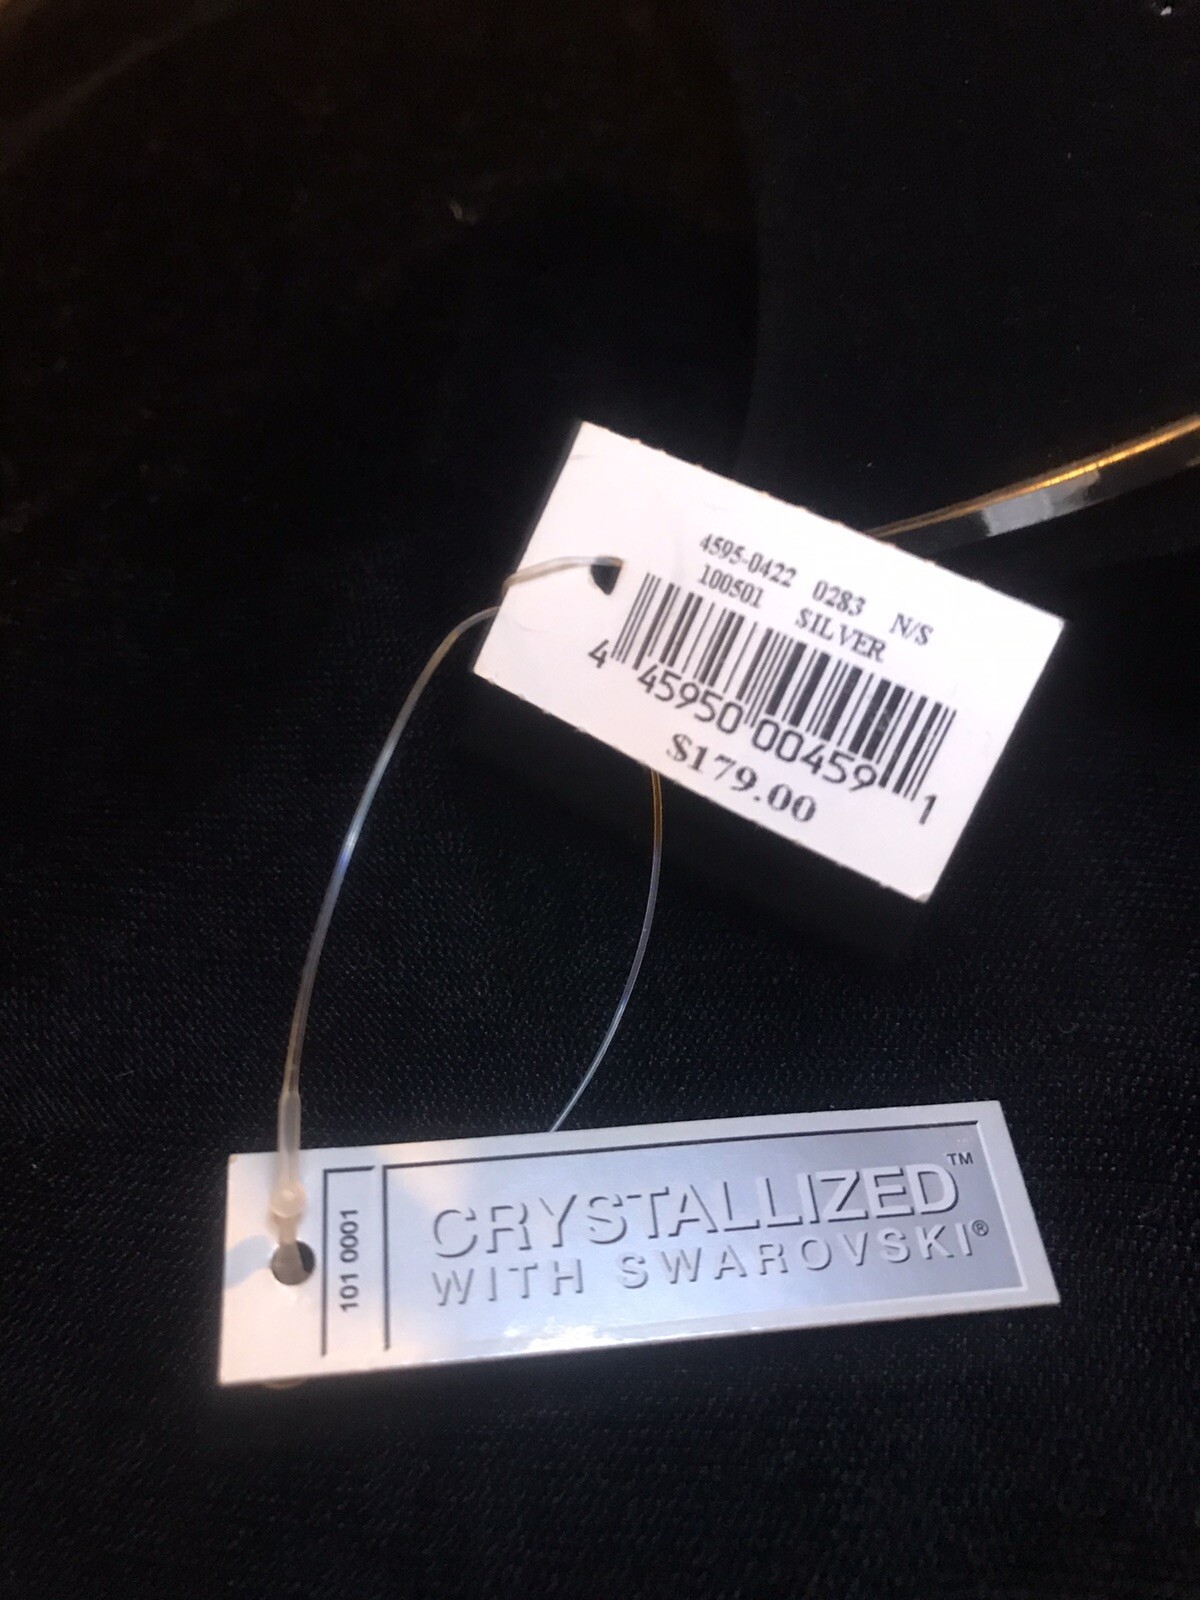 4595-0422 0283 N/S
100501 SILVER
4 45950 00459 1
$179.00
101 0001
CRYSTALLIZED™
WITH SWAROVSKI®